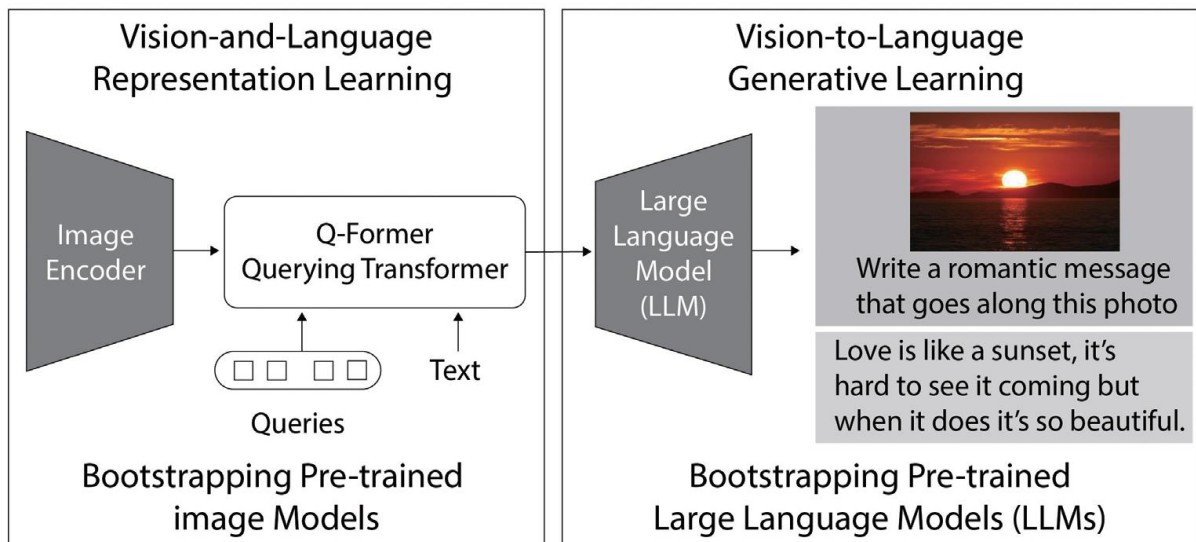 Vision-and-Language
Representation Learning
Image
Encoder
Q-Former
Querying Transformer
Queries
Text
Bootstrapping Pre-trained
image Models
Vision-to-Language
Generative Learning
Large
Language
Model
(LLM)
Write a romantic message
that goes along this photo
Love is like a sunset, it's
hard to see it coming but
when it does it's so beautiful.
Bootstrapping Pre-trained
Large Language Models (LLMs)